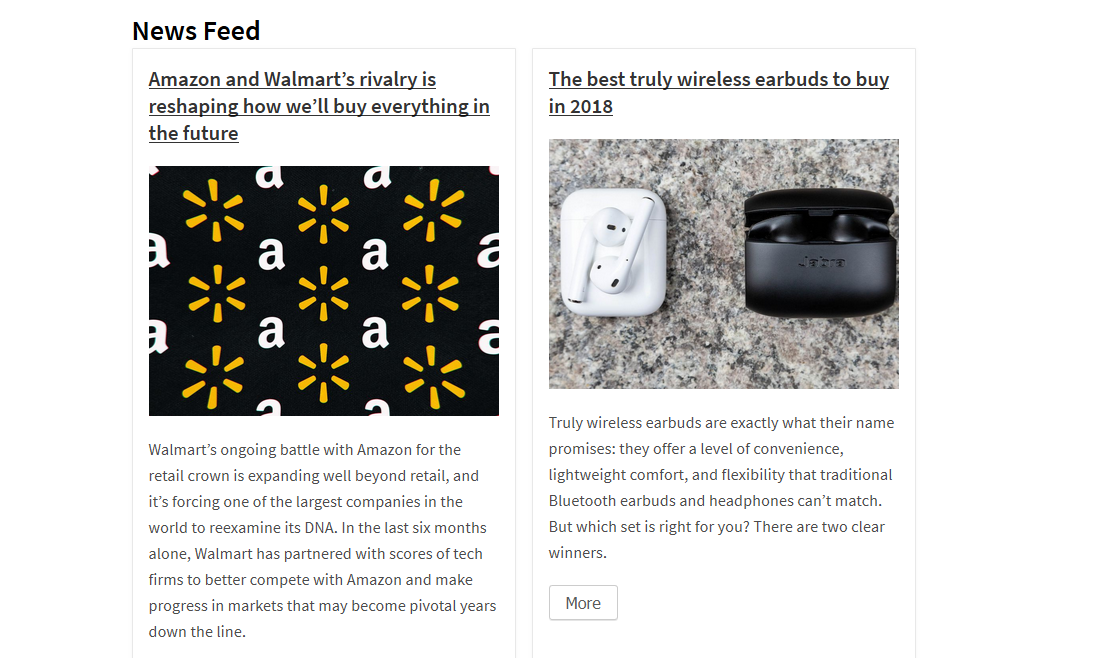 News Feed
Amazon and Walmart’s rivalry is
reshaping how we’ll buy everything in
the future
a a
a a a a
a a a a
a a
Walmart’s ongoing battle with Amazon for the
retail crown is expanding well beyond retail, and
it’s forcing one of the largest companies in the
world to reexamine its DNA. In the last six months
alone, Walmart has partnered with scores of tech
firms to better compete with Amazon and make
progress in markets that may become pivotal years
down the line.
The best truly wireless earbuds to buy
in 2018
Jabra
Truly wireless earbuds are exactly what their name
promises: they offer a level of convenience,
lightweight comfort, and flexibility that traditional
Bluetooth earbuds and headphones can’t match.
But which set is right for you? There are two clear
winners.
More